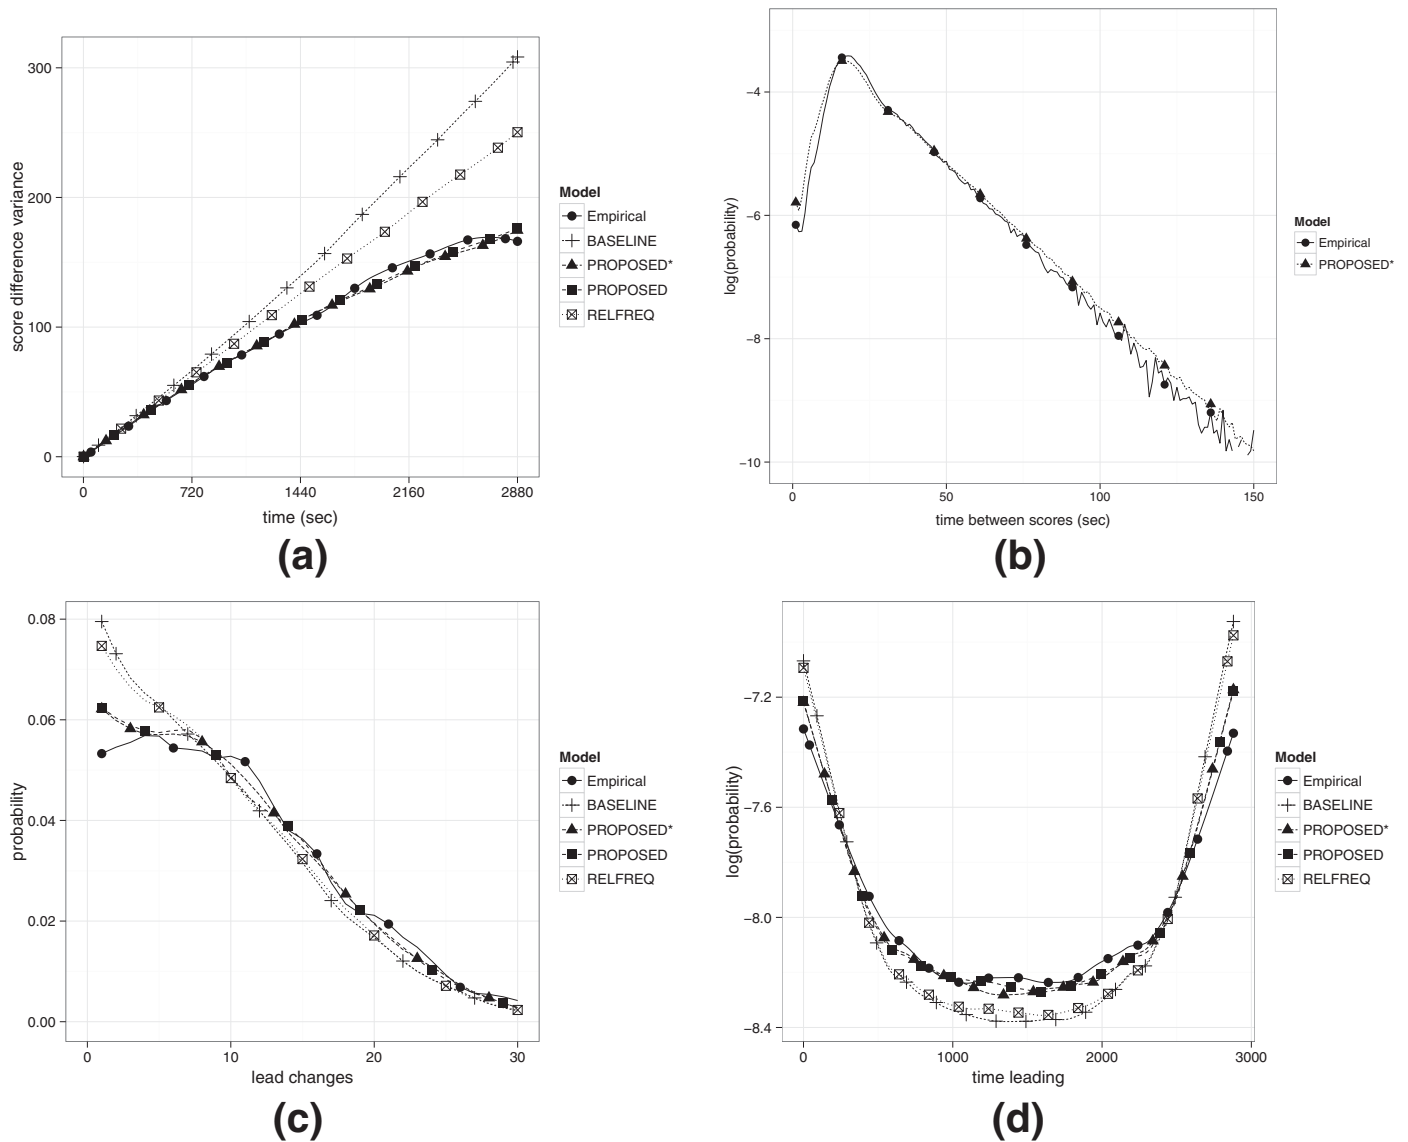 300
200
100
0
score difference variance
0 720 1440 2160 2880
time (sec)
Model
Empirical
BASELINE
PROPOSED*
PROPOSED
RELFREQ
(a)
−4
−6
−8
−10
log(probability)
0 50 100 150
time between scores (sec)
Model
Empirical
PROPOSED*
(b)
0.08
0.06
0.04
0.02
0.00
probability
0 10 20 30
lead changes
Model
Empirical
BASELINE
PROPOSED*
PROPOSED
RELFREQ
(c)
−7.2
−7.6
−8.0
−8.4
log(probability)
0 1000 2000 3000
time leading
Model
Empirical
BASELINE
PROPOSED*
PROPOSED
RELFREQ
(d)